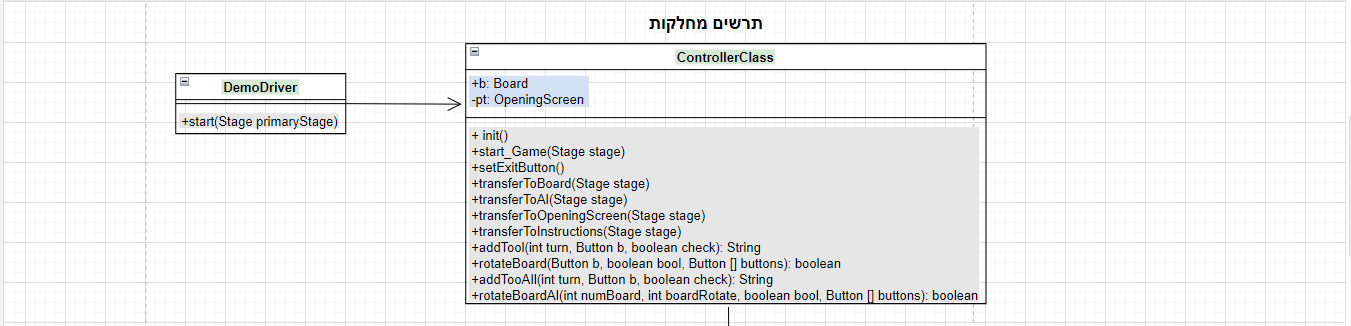 תרשים מחלקות
DemoDriver
+start(Stage primaryStage)
ControllerClass
+b: Board
-pt: OpeningScreen
+ init()
+start_Game(Stage stage)
+setExitButton()
+transferToBoard(Stage stage)
+transferToAI(Stage stage)
+transferToOpeningScreen(Stage stage)
+transferToInstructions(Stage stage)
+addTool(int turn, Button b, boolean check): String
+rotateBoard(Button b, boolean bool, Button [] buttons): boolean
+addTooAIl(int turn, Button b, boolean check): String
+rotateBoardAI(int numBoard, int boardRotate, boolean bool, Button [] buttons): boolean